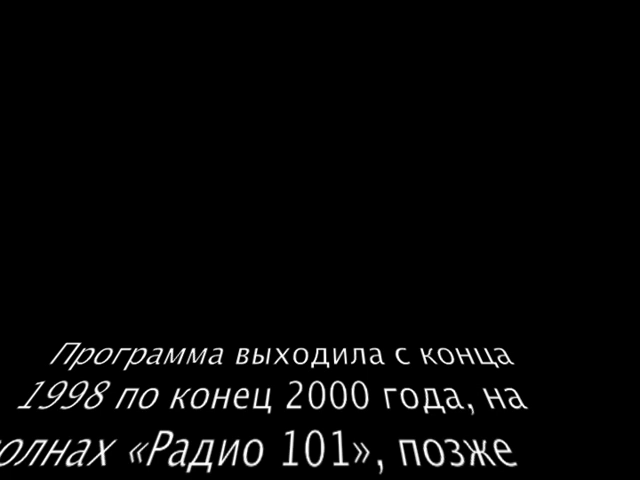 Программа выходила с конца
1998 по конец 2000 года, на
олнах «Радио 101», позже